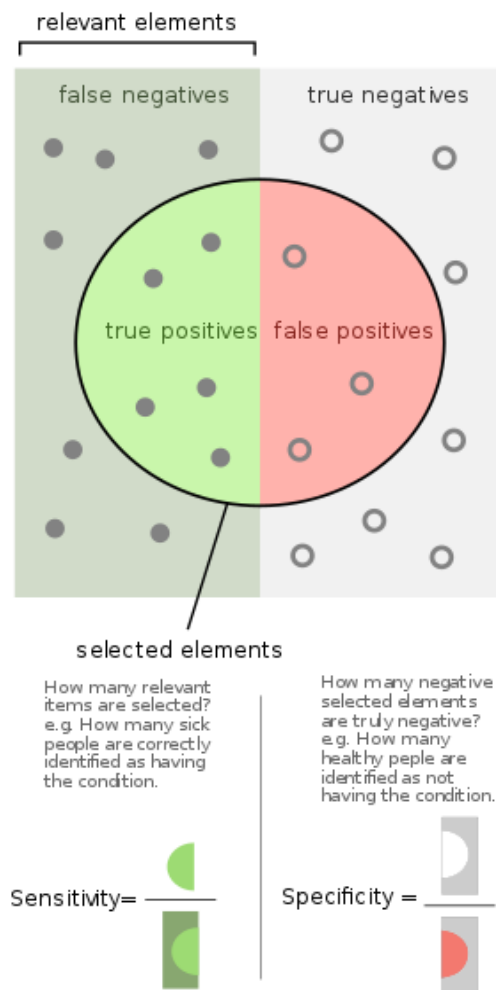 relevant elements
false negatives
true negatives
true positives
false positives
selected elements
How many relevant
items are selected?
e.g. How many sick
people are correctly
identified as having
the condition.
How many negative
selected elements
are truly negative?
e.g. How many
healthy peple are
identified as not
having the condition.
Sensitivity=
Specificity =